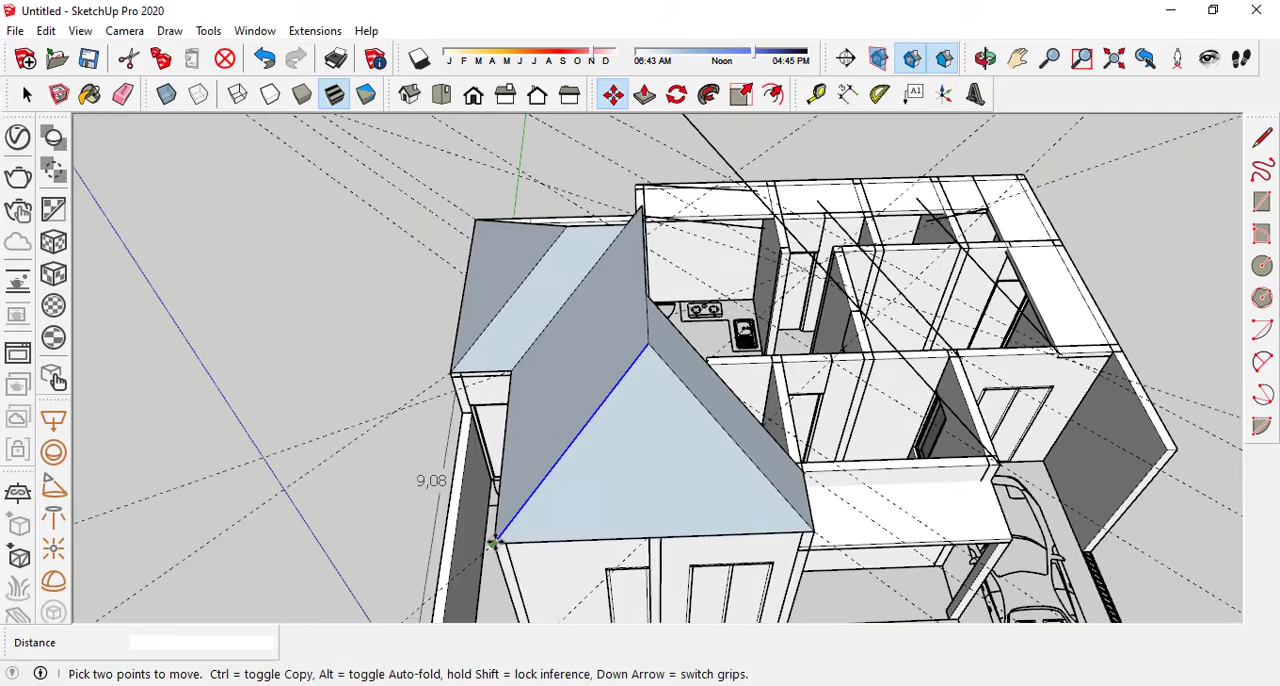 Untitled - SketchUp Pro 2020
File Edit View Camera Draw Tools Window Extensions Help
J F M A M J J A S O N D 06:43 AM Noon 04:45 PM
A1
9,08
Distance
Pick two points to move. Ctrl = toggle Copy, Alt = toggle Auto-fold, hold Shift = lock inference, Down Arrow = switch grips.